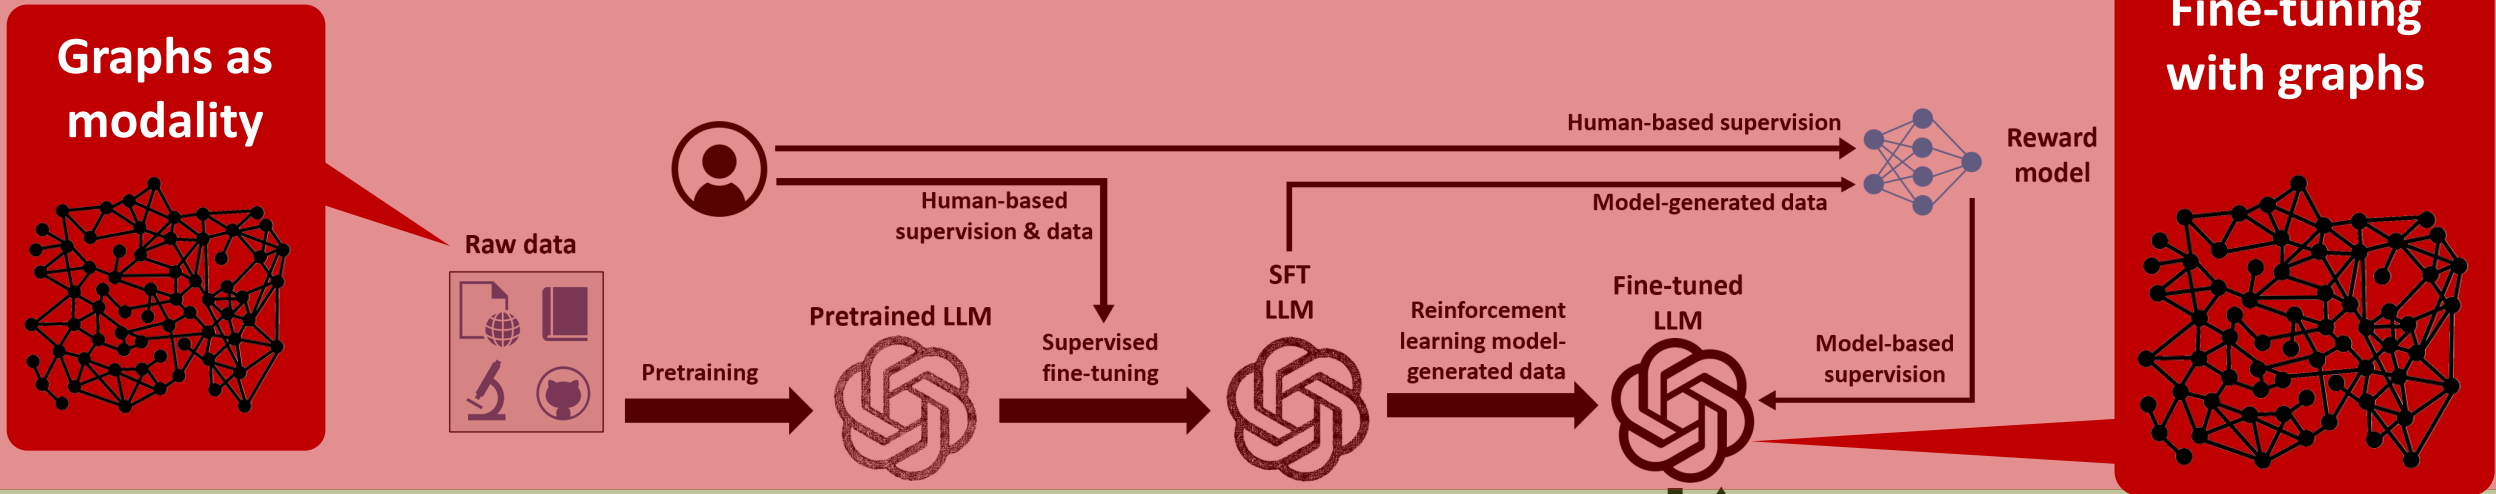 Graphs as
modality
Fine-tuning
with graphs
Human-based supervision
Reward
model
Model-generated data
Human-based
supervision & data
Raw data
SFT
LLM
Fine-tuned
LLM
Pretrained LLM
Reinforcement
learning model-
generated data
Supervised
fine-tuning
Model-based
supervision
Pretraining